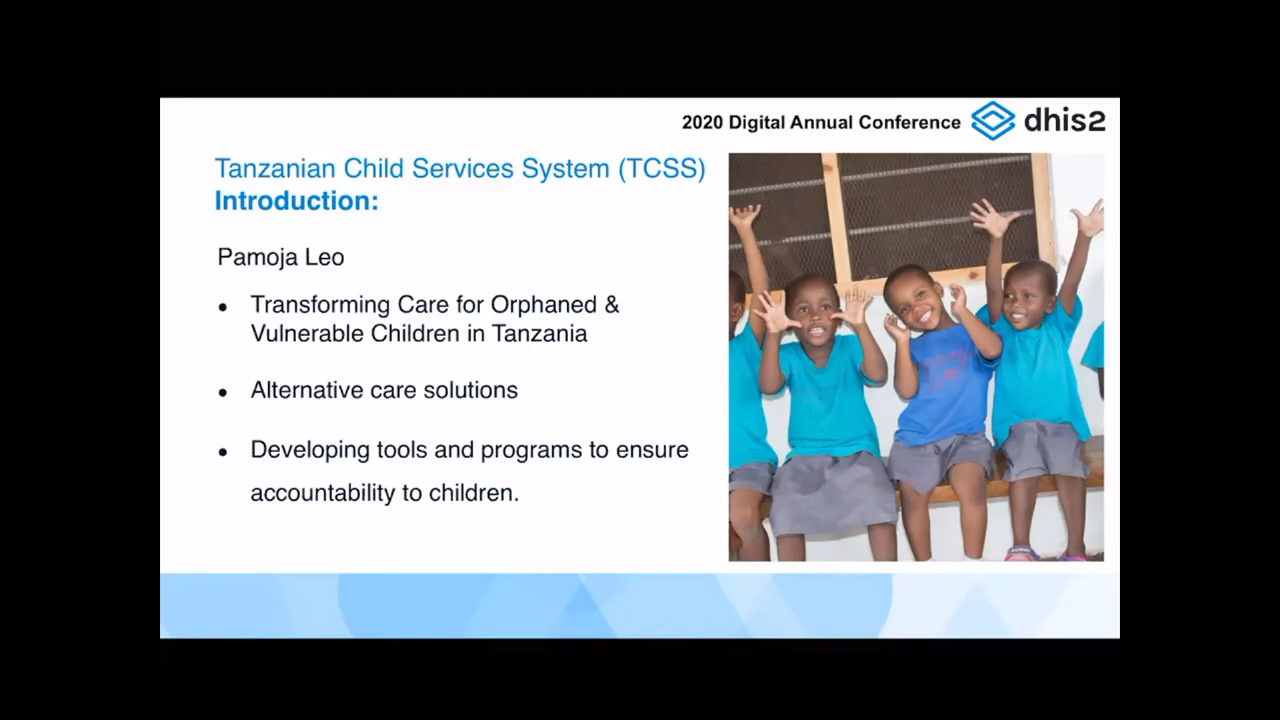 2020 Digital Annual Conference dhis2
Tanzanian Child Services System (TCSS)
Introduction:
Pamoja Leo
• Transforming Care for Orphaned &
Vulnerable Children in Tanzania
• Alternative care solutions
• Developing tools and programs to ensure
accountability to children.